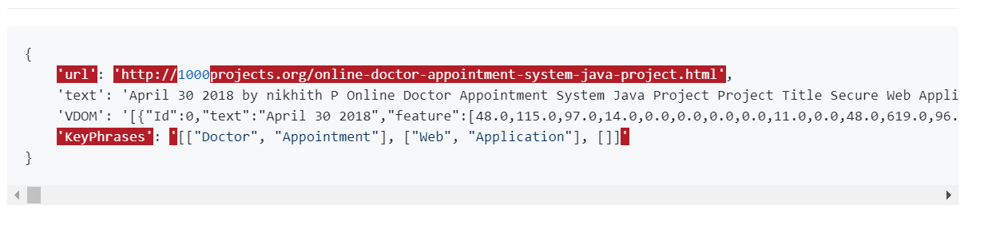 {
'url': 'http://1000projects.org/online-doctor-appointment-system-java-project.html',
'text': 'April 30 2018 by nikhith P Online Doctor Appointment System Java Project Project Title Secure Web Appli
'VDOM': '[{"Id":0,"text":"April 30 2018","feature":[48.0,115.0,97.0,14.0,0.0,0.0,0.0,0.0,11.0,0.0,48.0,619.0,96.
'KeyPhrases': '[["Doctor", "Appointment"], ["Web", "Application"], []]'
}